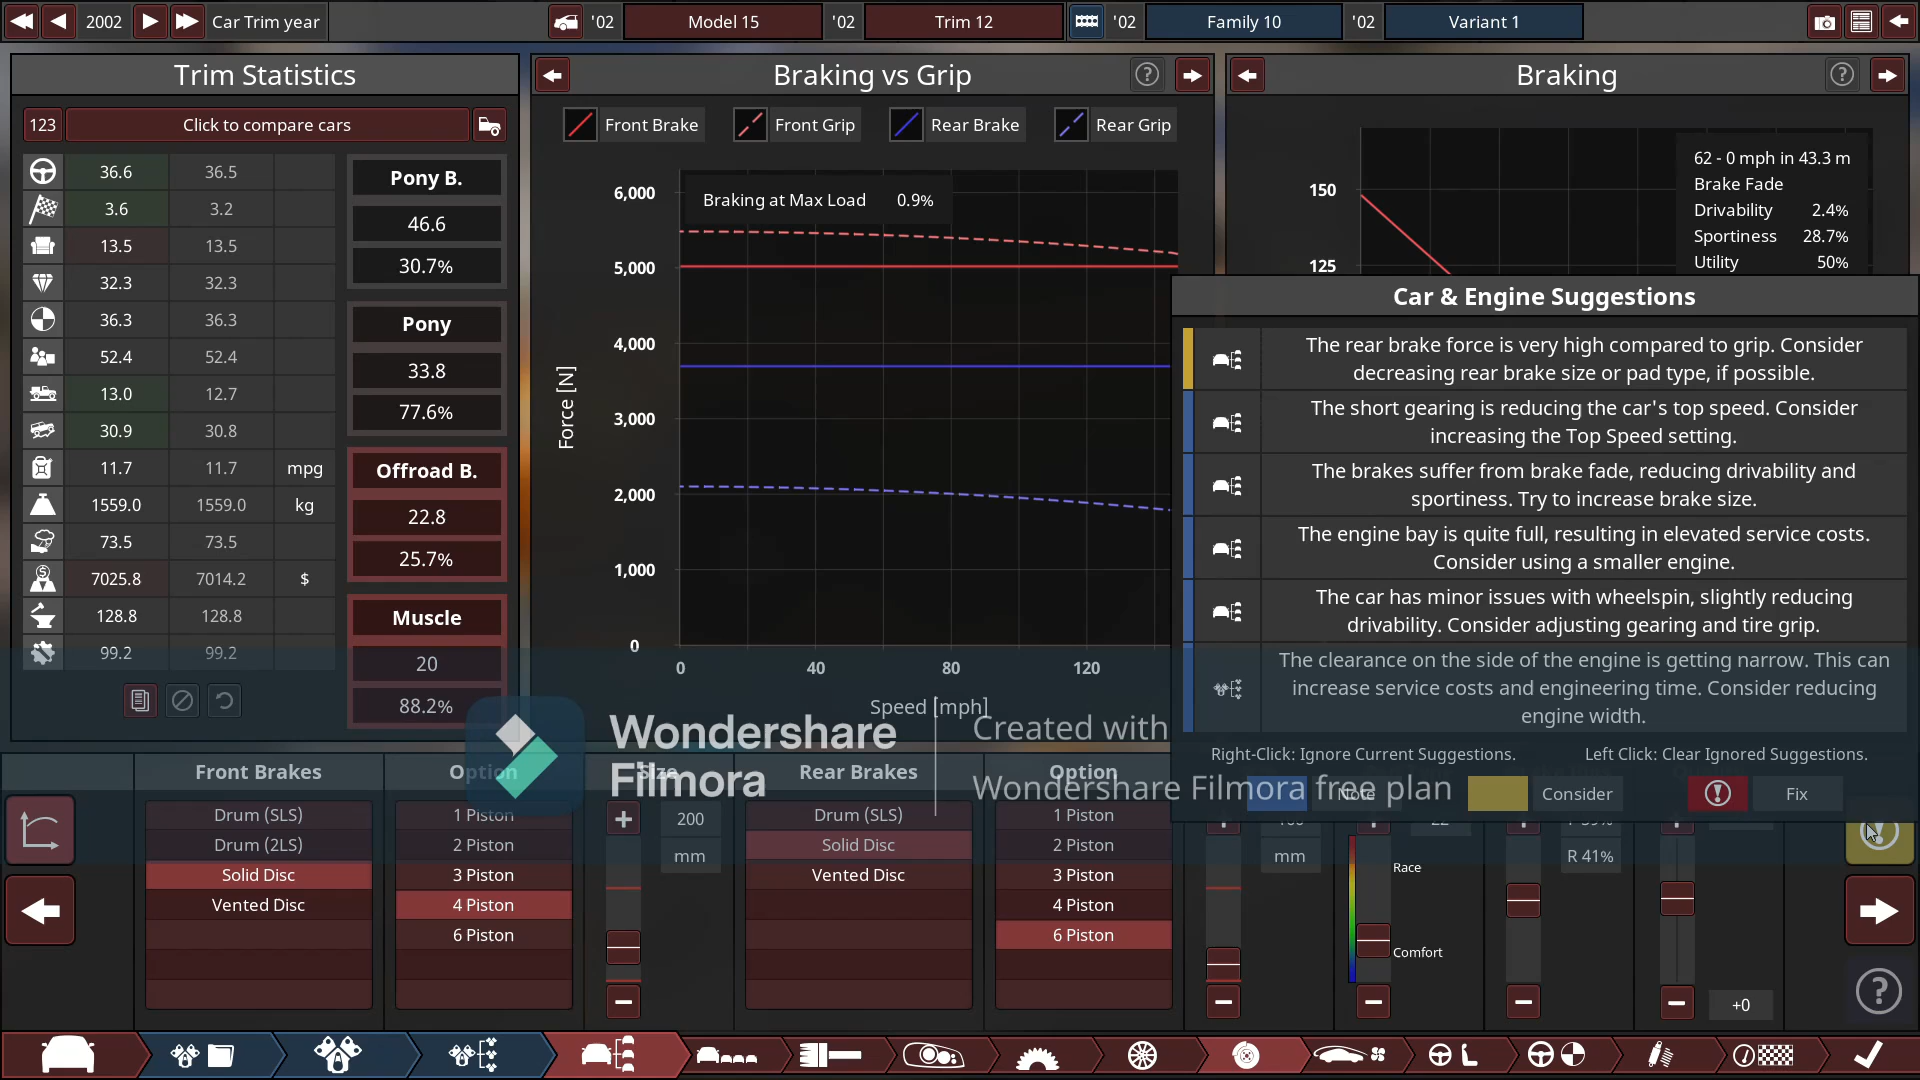 2002 Car Trim year '02 Model 15 '02 Trim 12 '02 Family 10 '02 Variant 1
Trim Statistics
123 Click to compare cars
36.6 36.5
3.6 3.2
13.5 13.5
32.3 32.3
36.3 36.3
52.4 52.4
13.0 12.7
30.9 30.8
11.7 11.7 mpg
1559.0 1559.0 kg
73.5 73.5
7025.8 7014.2 $
128.8 128.8
99.2 99.2
Pony B.
46.6
30.7%
Pony
33.8
77.6%
Offroad B.
22.8
25.7%
Muscle
20
88.2%
Braking vs Grip ?
Front Brake Front Grip Rear Brake Rear Grip
Braking at Max Load 0.9%
6,000
5,000
4,000
3,000
2,000
1,000
0
Force [N]
0 40 80 120
Speed [mph]
Braking ?
150
125
62 - 0 mph in 43.3 m
Brake Fade
Drivability 2.4%
Sportiness 28.7%
Utility 50%
Car & Engine Suggestions
The rear brake force is very high compared to grip. Consider
decreasing rear brake size or pad type, if possible.
The short gearing is reducing the car's top speed. Consider
increasing the Top Speed setting.
The brakes suffer from brake fade, reducing drivability and
sportiness. Try to increase brake size.
The engine bay is quite full, resulting in elevated service costs.
Consider using a smaller engine.
The car has minor issues with wheelspin, slightly reducing
drivability. Consider adjusting gearing and tire grip.
The clearance on the side of the engine is getting narrow. This can
increase service costs and engineering time. Consider reducing
engine width.
Right-Click: Ignore Current Suggestions. Left Click: Clear Ignored Suggestions.
Note Consider Fix
Wondershare
Filmora
Created with
Wondershare Filmora free plan
Front Brakes
Drum (SLS)
Drum (2LS)
Solid Disc
Vented Disc
Option
1 Piston
2 Piston
3 Piston
4 Piston
6 Piston
Size
200
mm
Rear Brakes
Drum (SLS)
Solid Disc
Vented Disc
Option
1 Piston
2 Piston
3 Piston
4 Piston
6 Piston
mm
Race
Comfort
R 41%
+0
?